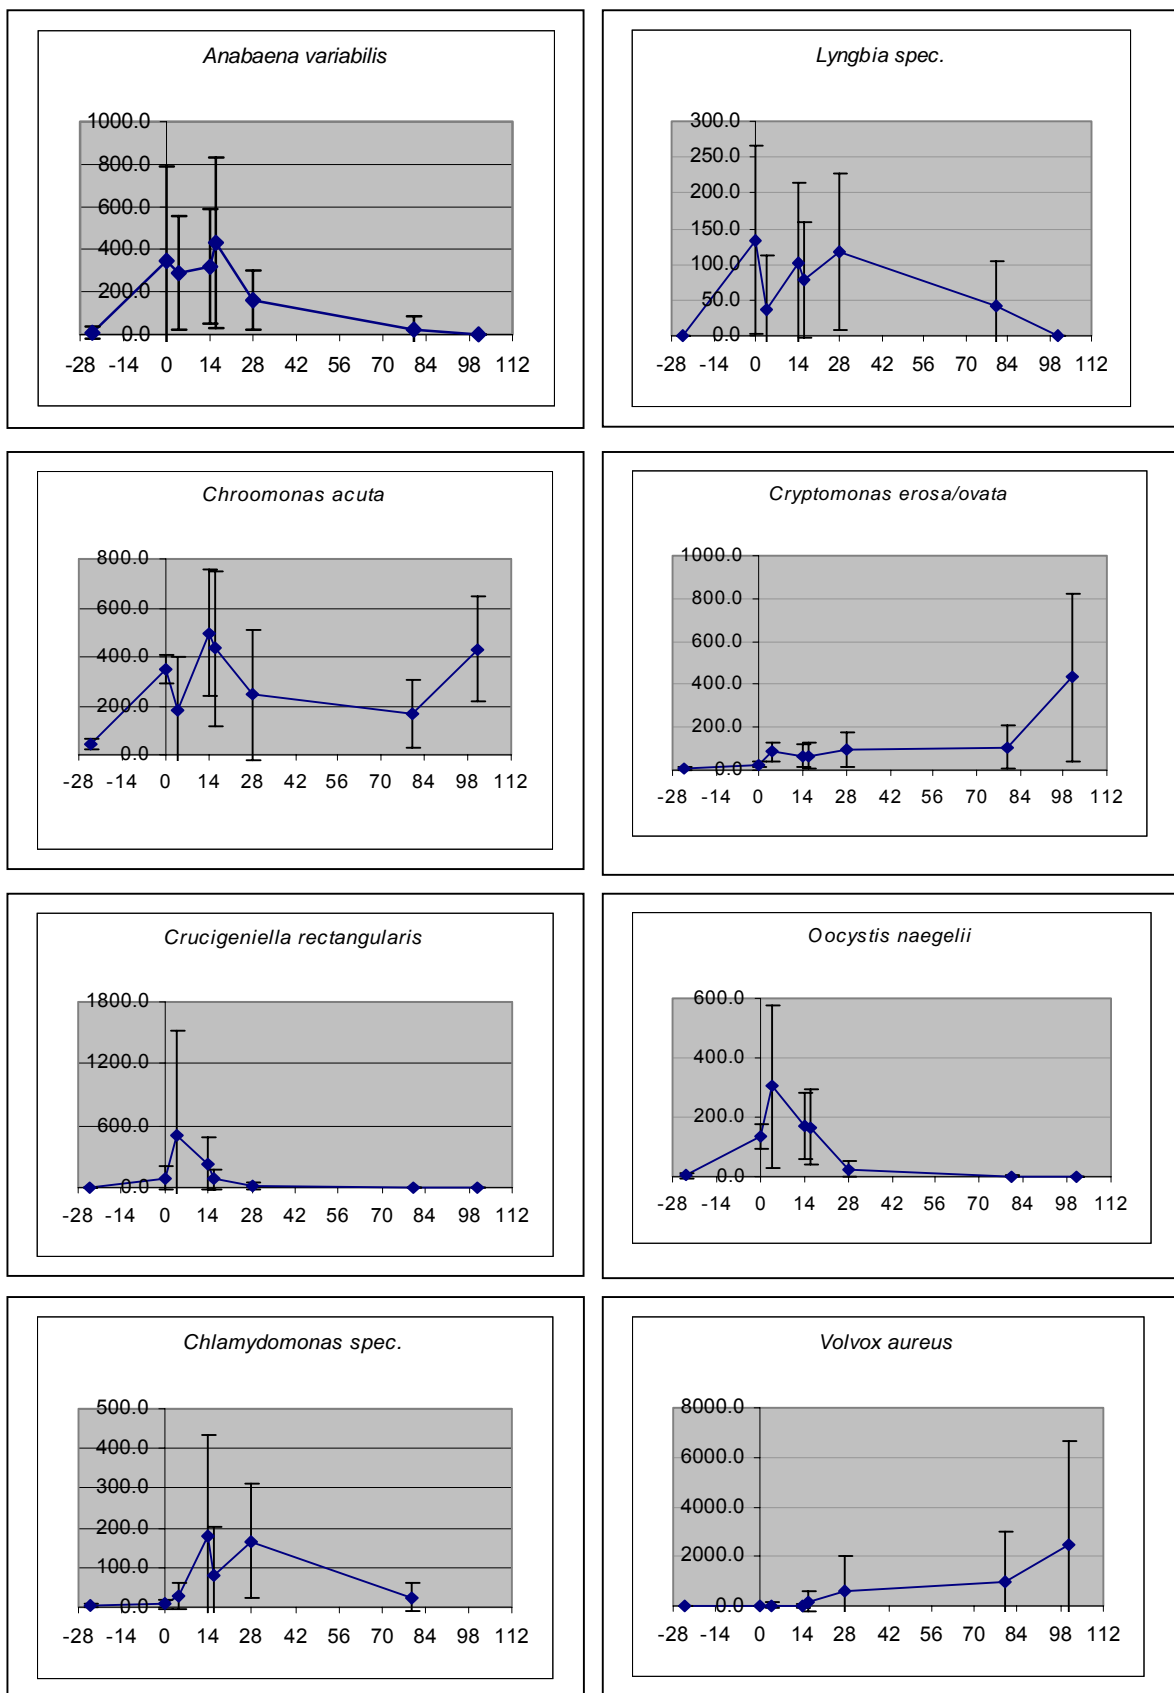 Anabaena variabilis
1000.0
800.0
600.0
400.0
200.0
0.0
-28 -14 0 14 28 42 56 70 84 98 112
Lyngbia spec.
300.0
250.0
200.0
150.0
100.0
50.0
0.0
-28 -14 0 14 28 42 56 70 84 98 112
Chroomonas acuta
800.0
600.0
400.0
200.0
0.0
-28 -14 0 14 28 42 56 70 84 98 112
Cryptomonas erosa/ovata
1000.0
800.0
600.0
400.0
200.0
0.0
-28 -14 0 14 28 42 56 70 84 98 112
Crucigeniella rectangularis
1800.0
1200.0
600.0
0.0
-28 -14 0 14 28 42 56 70 84 98 112
Oocystis naegelii
600.0
400.0
200.0
0.0
-28 -14 0 14 28 42 56 70 84 98 112
Chlamydomonas spec.
500.0
400.0
300.0
200.0
100.0
0.0
-28 -14 0 14 28 42 56 70 84 98 112
Volvox aureus
8000.0
6000.0
4000.0
2000.0
0.0
-28 -14 0 14 28 42 56 70 84 98 112